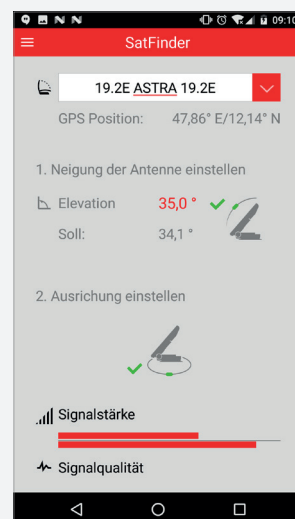 09:10
SatFinder
19.2E ASTRA 19.2E
GPS Position: 47,86° E/12,14° N
1. Neigung der Antenne einstellen
Elevation 35,0 °
Soll: 34,1 °
2. Ausrichung einstellen
Signalstärke
Signalqualität